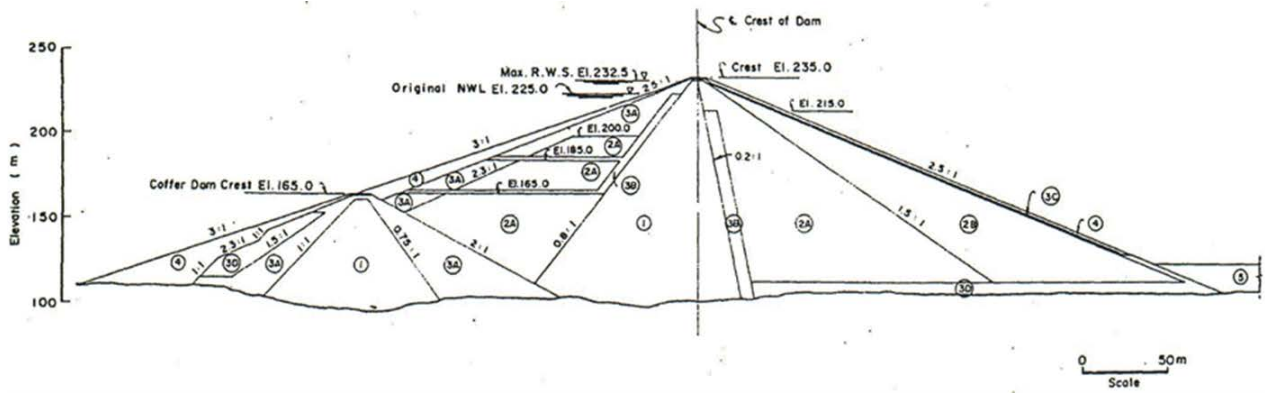 ℄ Crest of Dam
250
Max. R.W.S. El. 232.5
Crest El. 235.0
Original NWL El. 225.0
2.5:1
El. 215.0
3A
200
El. 200.0
3:1
2A
El. 185.0
0.2:1
2.3:1
2A
2.5:1
Coffer Dam Crest El. 165.0
4
3A
El. 165.0
3B
3A
3C
150
3:1
2A
1
3B
2A
1.5:1
2B
4
2.3:1
1:1
1.5:1
0.8:1
4
3D
3A
1:1
1
0.75:1
3A
2:1
1:1
5
3D
100
Elevation (m)
0 50m
Scale